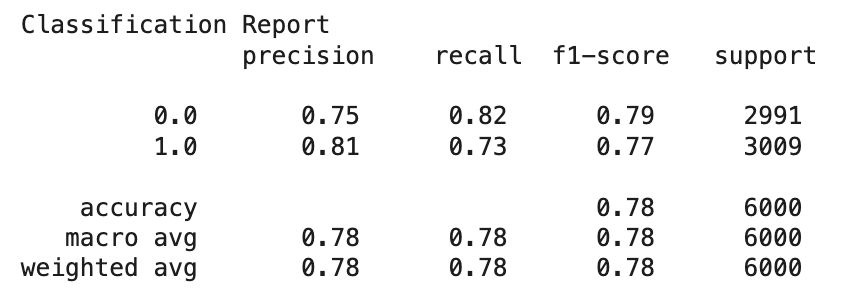 Classification Report
precision recall f1-score support
0.0 0.75 0.82 0.79 2991
1.0 0.81 0.73 0.77 3009
accuracy 0.78 6000
macro avg 0.78 0.78 0.78 6000
weighted avg 0.78 0.78 0.78 6000